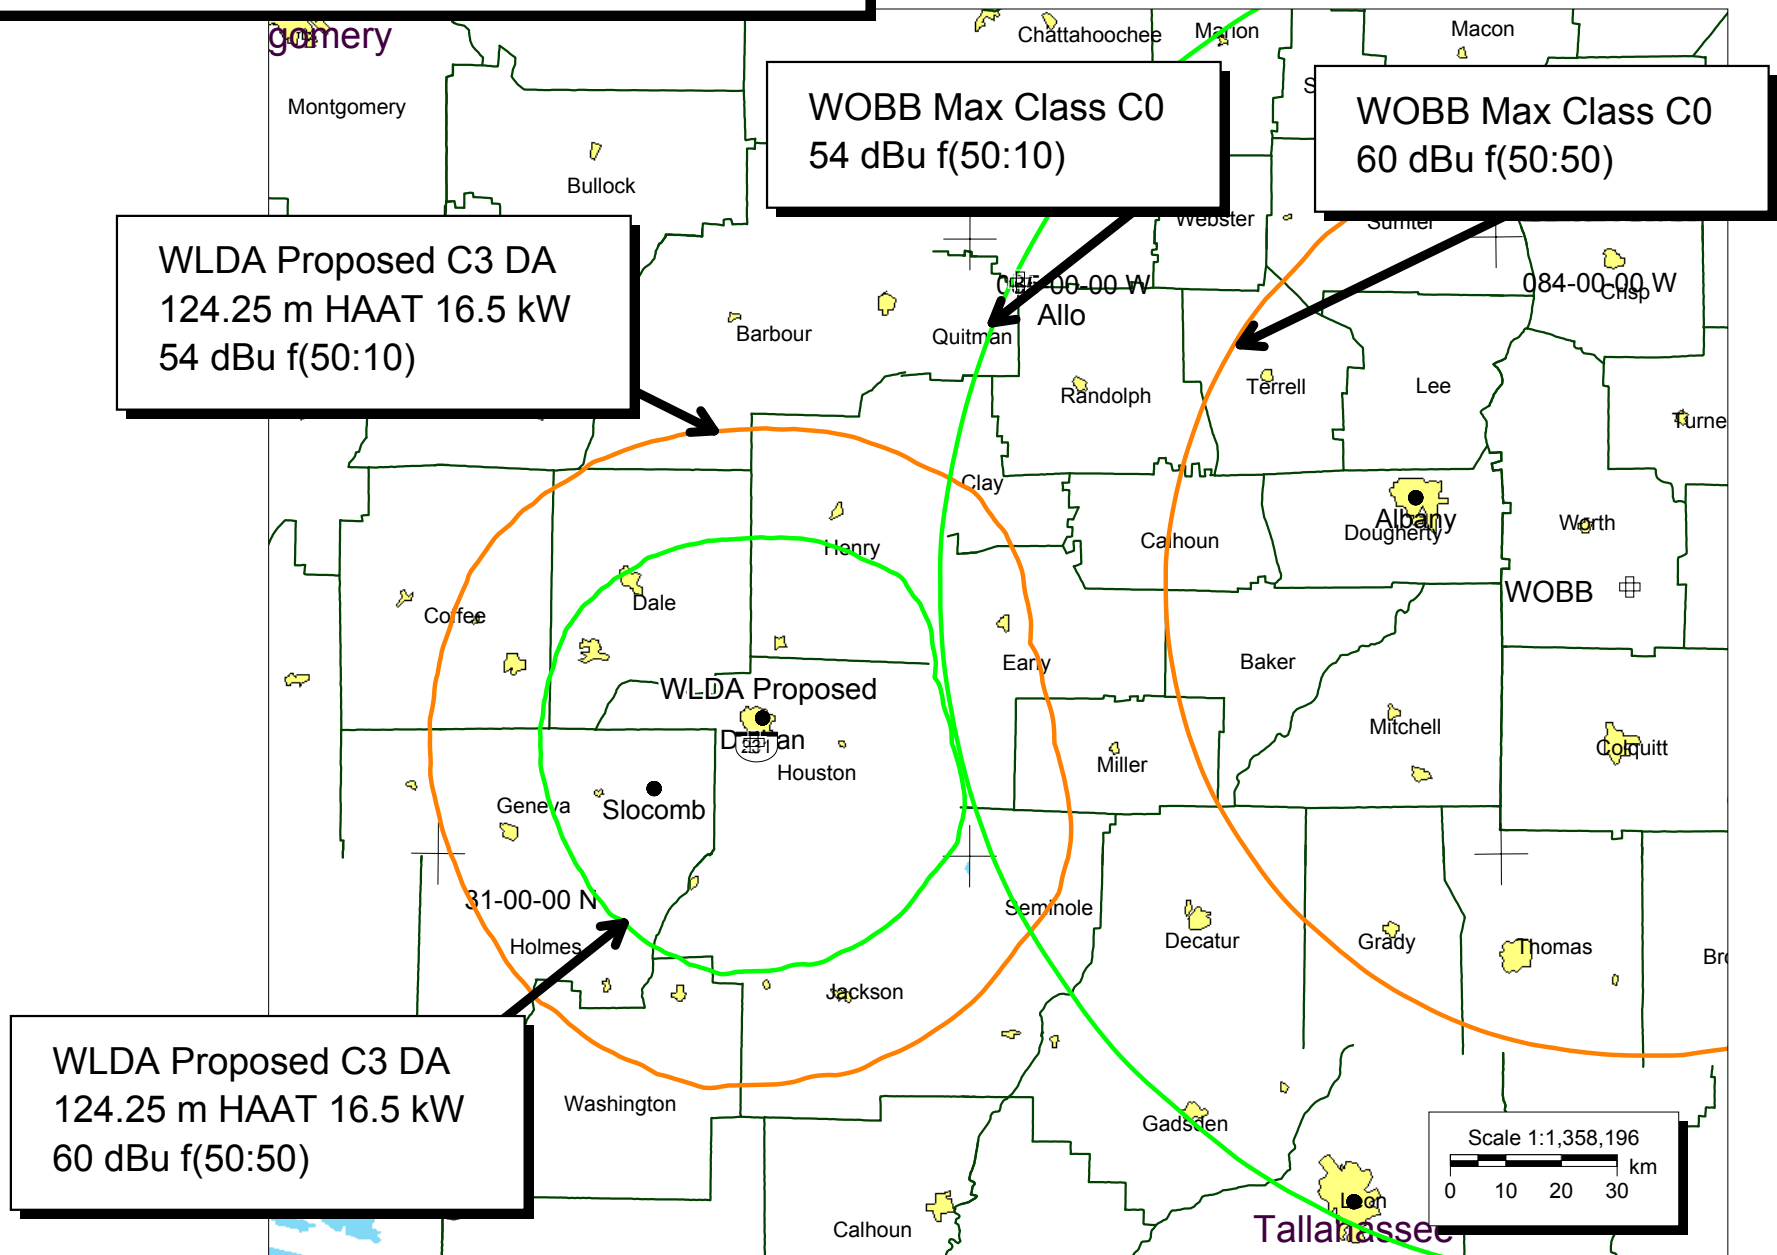 gomery
Chattahoochee
Marion
Macon
Montgomery
WOBB Max Class C0
54 dBu f(50:10)
WOBB Max Class C0
60 dBu f(50:50)
Bullock
Webster
Sumter
WLDA Proposed C3 DA
124.25 m HAAT 16.5 kW
54 dBu f(50:10)
00-00 W
084-00-00 W
Crisp
Allo
Barbour
Quitman
Randolph
Terrell
Lee
Turne
Clay
Henry
Calhoun
Albany
Dougherty
Worth
WOBB
Dale
Coffee
Early
Baker
WLDA Proposed
Mitchell
Colquitt
231
Houston
Miller
Geneva
Slocomb
31-00-00 N
Seminole
Decatur
Grady
Thomas
Bro
Holmes
Jackson
WLDA Proposed C3 DA
124.25 m HAAT 16.5 kW
60 dBu f(50:50)
Washington
Gadsden
Scale 1:1,358,196
km
0 10 20 30
Leon
Tallahassee
Calhoun